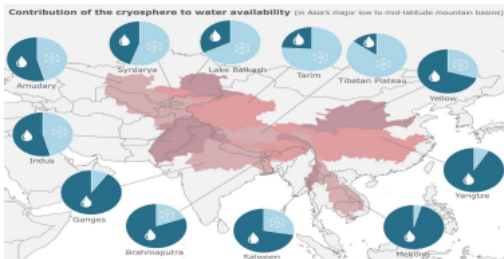 Contribution of the cryosphere to water availability (in Asia's major low to mid-latitude mountain basins)
Amudary
Syrdarya
Lake Balkash
Tarim
Tibetan Plateau
Yellow
Indus
Ganges
Yangtze
Brahmaputra
Salween
Mekong